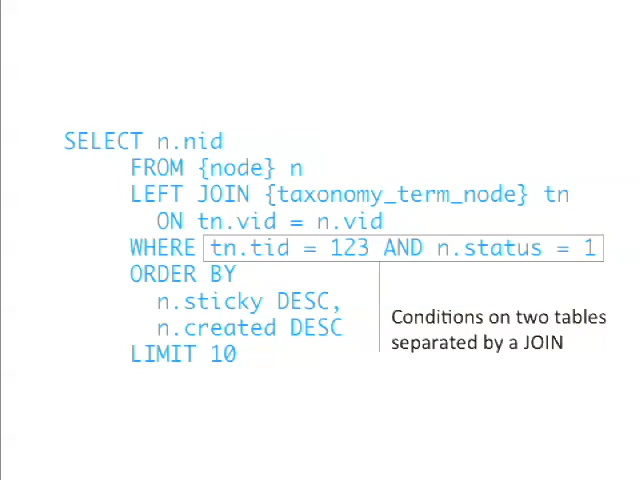 SELECT n.nid
FROM {node} n
LEFT JOIN {taxonomy_term_node} tn
ON tn.vid = n.vid
WHERE tn.tid = 123 AND n.status = 1
ORDER BY
n.sticky DESC,
n.created DESC
LIMIT 10
Conditions on two tables
separated by a JOIN